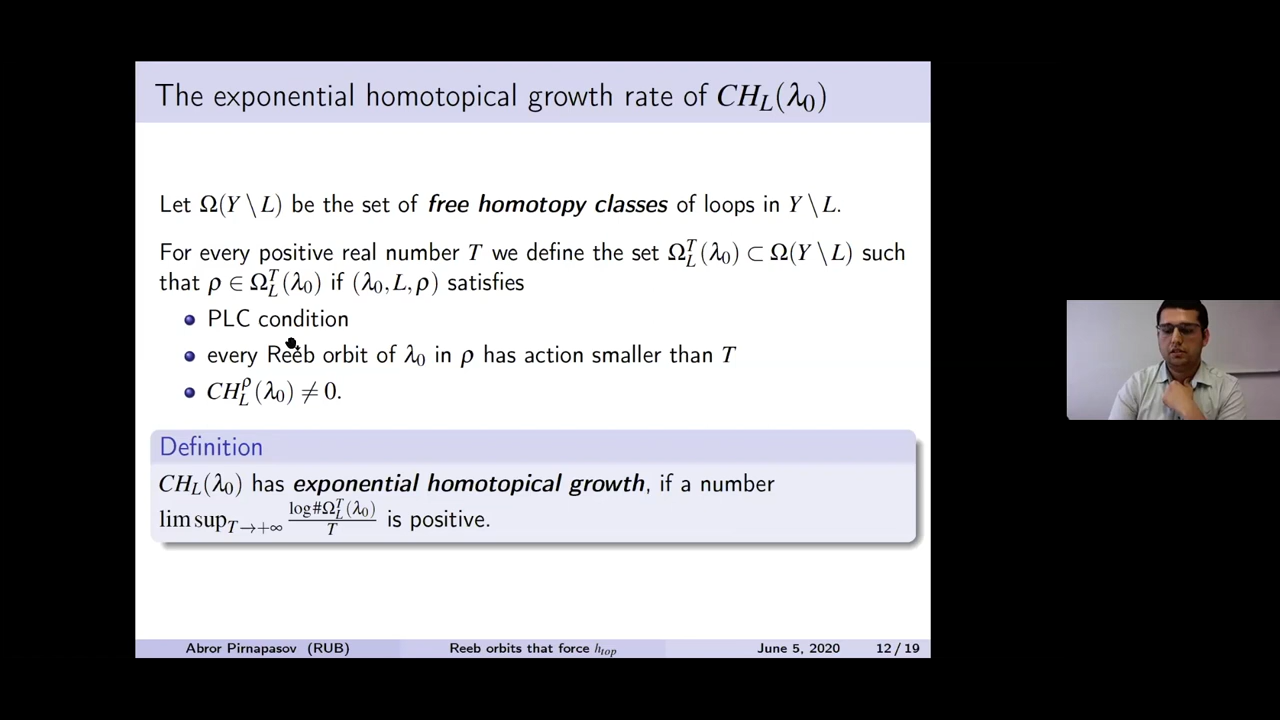 The exponential homotopical growth rate of CH_L(λ_0)
Let Ω(Y \ L) be the set of free homotopy classes of loops in Y \ L.
For every positive real number T we define the set Ω_L^T(λ_0) ⊂ Ω(Y \ L) such
that ρ ∈ Ω_L^T(λ_0) if (λ_0, L, ρ) satisfies
PLC condition
every Reeb orbit of λ_0 in ρ has action smaller than T
CH_L^ρ(λ_0) ≠ 0.
Definition
CH_L(λ_0) has exponential homotopical growth, if a number
lim sup_{T→+∞} log #Ω_L^T(λ_0) / T is positive.
Abror Pirnapasov (RUB) Reeb orbits that force h_top June 5, 2020 12 / 19